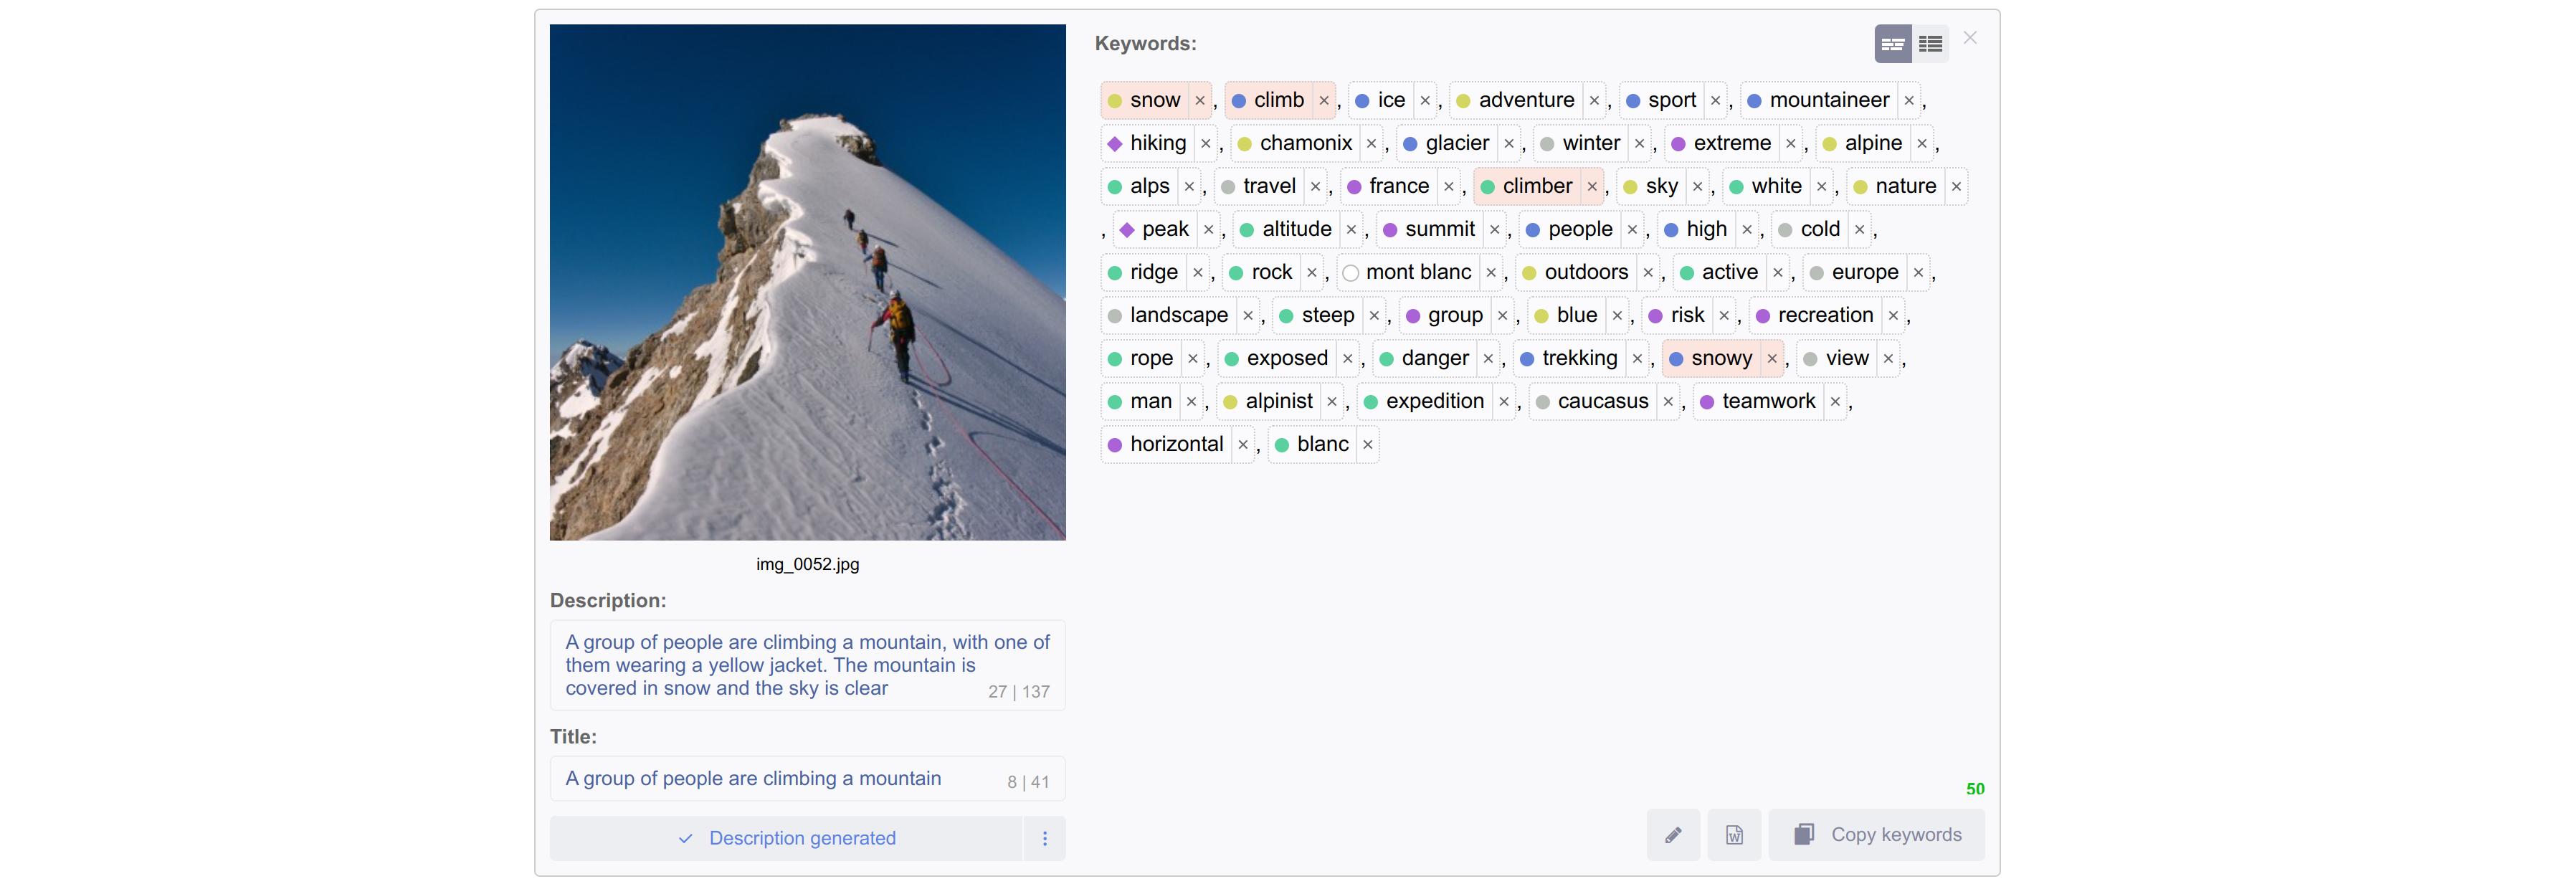 Keywords:
snow × , climb × , ice × , adventure × , sport × , mountaineer × ,
hiking × , chamonix × , glacier × , winter × , extreme × , alpine × ,
alps × , travel × , france × , climber × , sky × , white × , nature ×
, peak × , altitude × , summit × , people × , high × , cold × ,
ridge × , rock × , mont blanc × , outdoors × , active × , europe × ,
landscape × , steep × , group × , blue × , risk × , recreation × ,
rope × , exposed × , danger × , trekking × , snowy × , view × ,
man × , alpinist × , expedition × , caucasus × , teamwork × ,
horizontal × , blanc ×
img_0052.jpg
Description:
A group of people are climbing a mountain, with one of
them wearing a yellow jacket. The mountain is
covered in snow and the sky is clear
27 | 137
Title:
A group of people are climbing a mountain
8 | 41
Description generated
50
W
Copy keywords